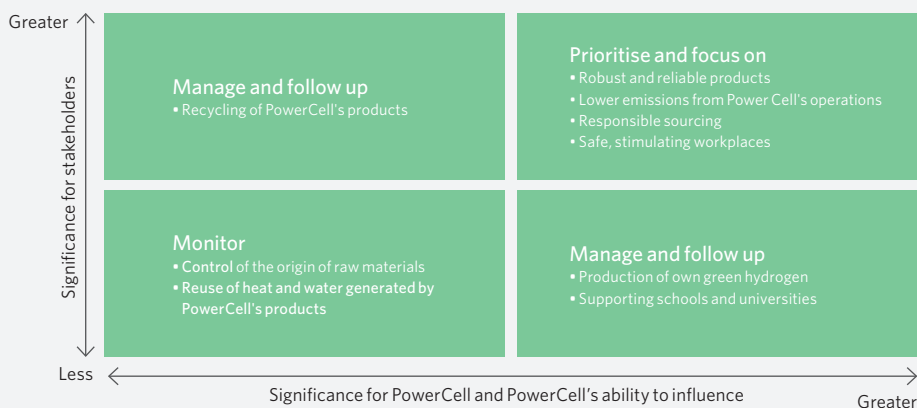 Greater
Significance for stakeholders
Manage and follow up
• Recycling of PowerCell's products
Prioritise and focus on
• Robust and reliable products
• Lower emissions from Power Cell's operations
• Responsible sourcing
• Safe, stimulating workplaces
Monitor
• Control of the origin of raw materials
• Reuse of heat and water generated by
PowerCell's products
Manage and follow up
• Production of own green hydrogen
• Supporting schools and universities
Less
Significance for PowerCell and PowerCell’s ability to influence
Greater